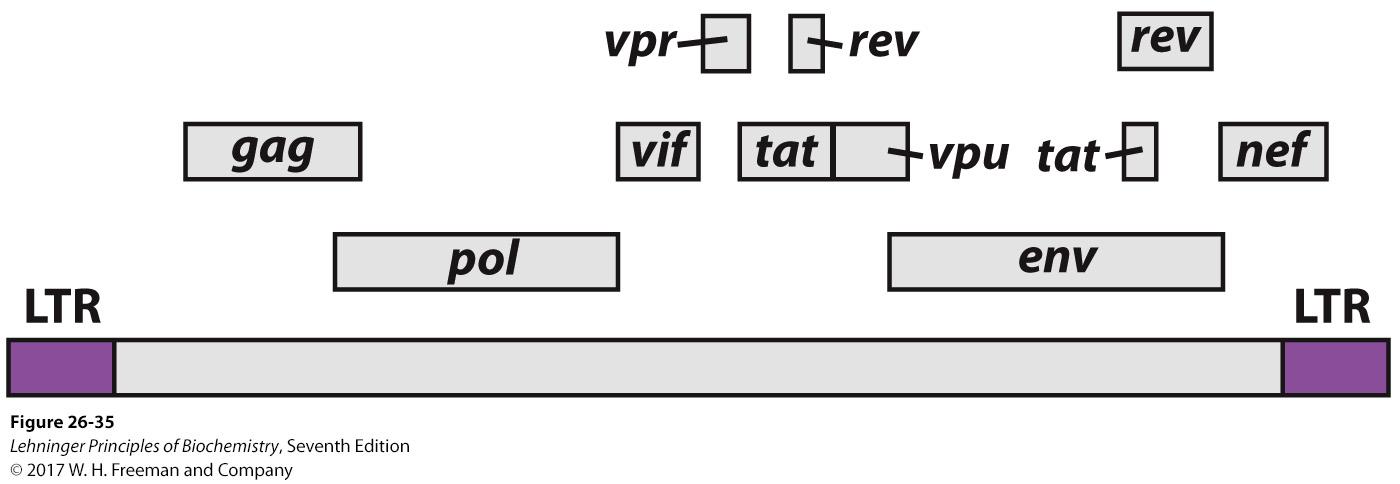 vpr rev rev
gag vif tat vpu tat nef
pol env
LTR LTR
Figure 26-35
Lehninger Principles of Biochemistry, Seventh Edition
© 2017 W. H. Freeman and Company